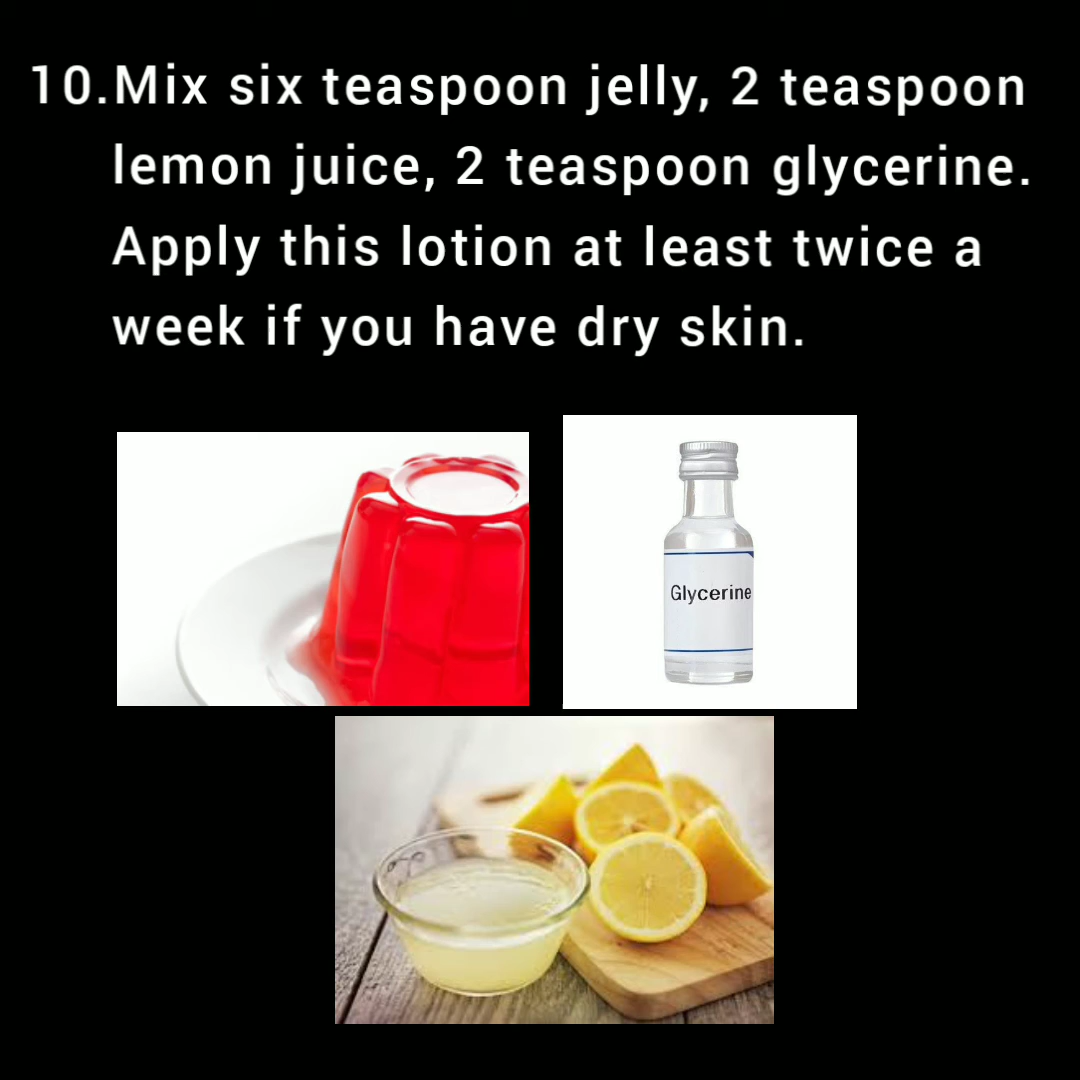 10.Mix six teaspoon jelly, 2 teaspoon
lemon juice, 2 teaspoon glycerine.
Apply this lotion at least twice a
week if you have dry skin.
Glycerine